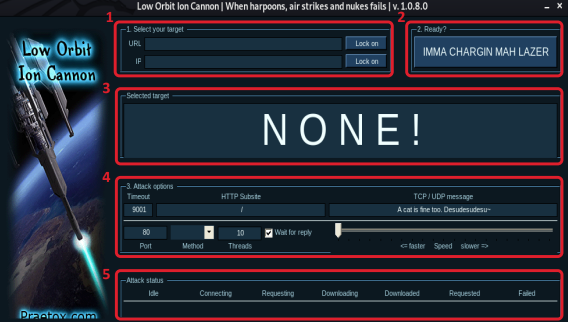 Low Orbit Ion Cannon | When harpoons, air strikes and nukes fails | v. 1.0.8.0
Low Orbit
Ion Cannon
1
1. Select your target
URL Lock on
IP Lock on
2
2. Ready?
IMMA CHARGIN MAH LAZER
3
Selected target
NONE!
4
3. Attack options
Timeout HTTP Subsite TCP / UDP message
9001 / A cat is fine too. Desudesudesu~
80 10 Wait for reply
Port Method Threads <= faster Speed slower =>
5
Attack status
Idle Connecting Requesting Downloading Downloaded Requested Failed
Praetox.com